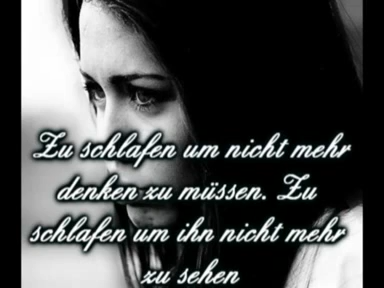 Zu schlafen um nicht mehr
denken zu müssen. Zu
schlafen um ihn nicht mehr
zu sehen